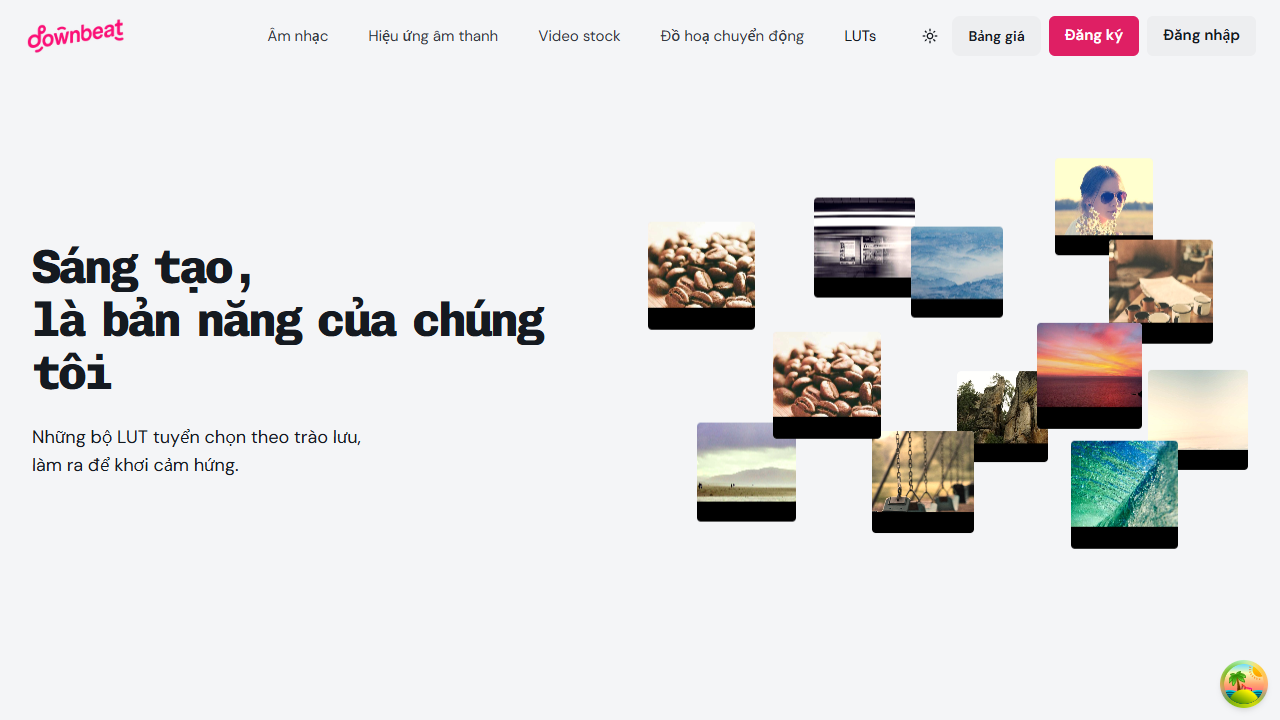 downbeat
Âm nhạc
Hiệu ứng âm thanh
Video stock
Đồ hoạ chuyển động
LUTs
Bảng giá
Đăng ký
Đăng nhập
Sáng tạo,
là bản năng của chúng
tôi
Những bộ LUT tuyển chọn theo trào lưu,
làm ra để khơi cảm hứng.